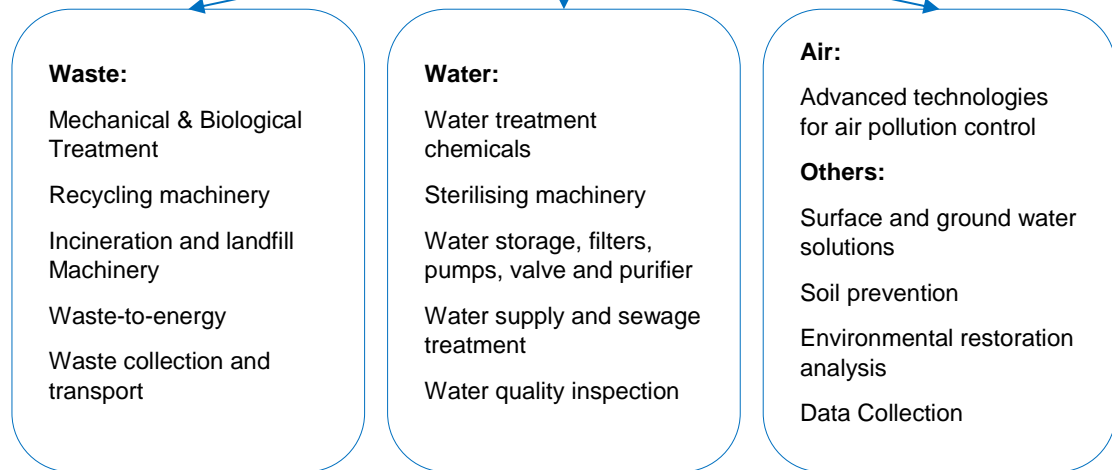 Waste:
Mechanical & Biological
Treatment
Recycling machinery
Incineration and landfill
Machinery
Waste-to-energy
Waste collection and
transport
Water:
Water treatment
chemicals
Sterilising machinery
Water storage, filters,
pumps, valve and purifier
Water supply and sewage
treatment
Water quality inspection
Air:
Advanced technologies
for air pollution control
Others:
Surface and ground water
solutions
Soil prevention
Environmental restoration
analysis
Data Collection